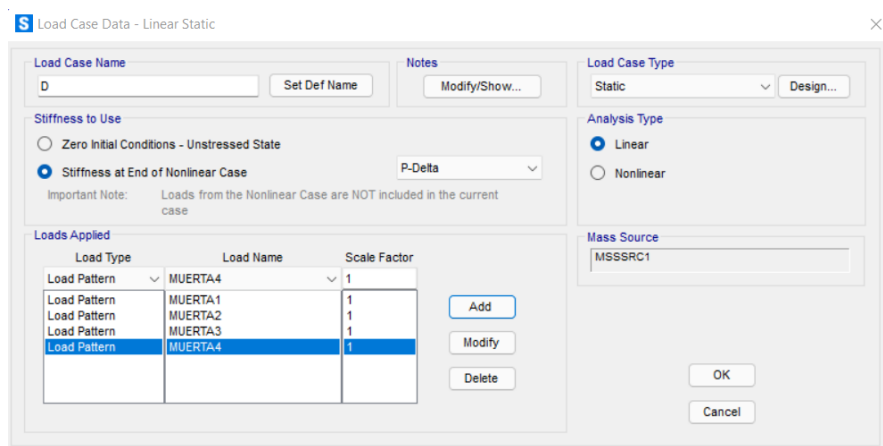 S Load Case Data - Linear Static
Load Case Name
D
Set Def Name
Notes
Modify/Show...
Load Case Type
Static
Design...
Stiffness to Use
Zero Initial Conditions - Unstressed State
Stiffness at End of Nonlinear Case
P-Delta
Important Note: Loads from the Nonlinear Case are NOT included in the current
case
Analysis Type
Linear
Nonlinear
Loads Applied
Load Type Load Name Scale Factor
Load Pattern MUERTA4 1
Load Pattern MUERTA1 1
Load Pattern MUERTA2 1
Load Pattern MUERTA3 1
Load Pattern MUERTA4 1
Add
Modify
Delete
Mass Source
MSSSRC1
OK
Cancel